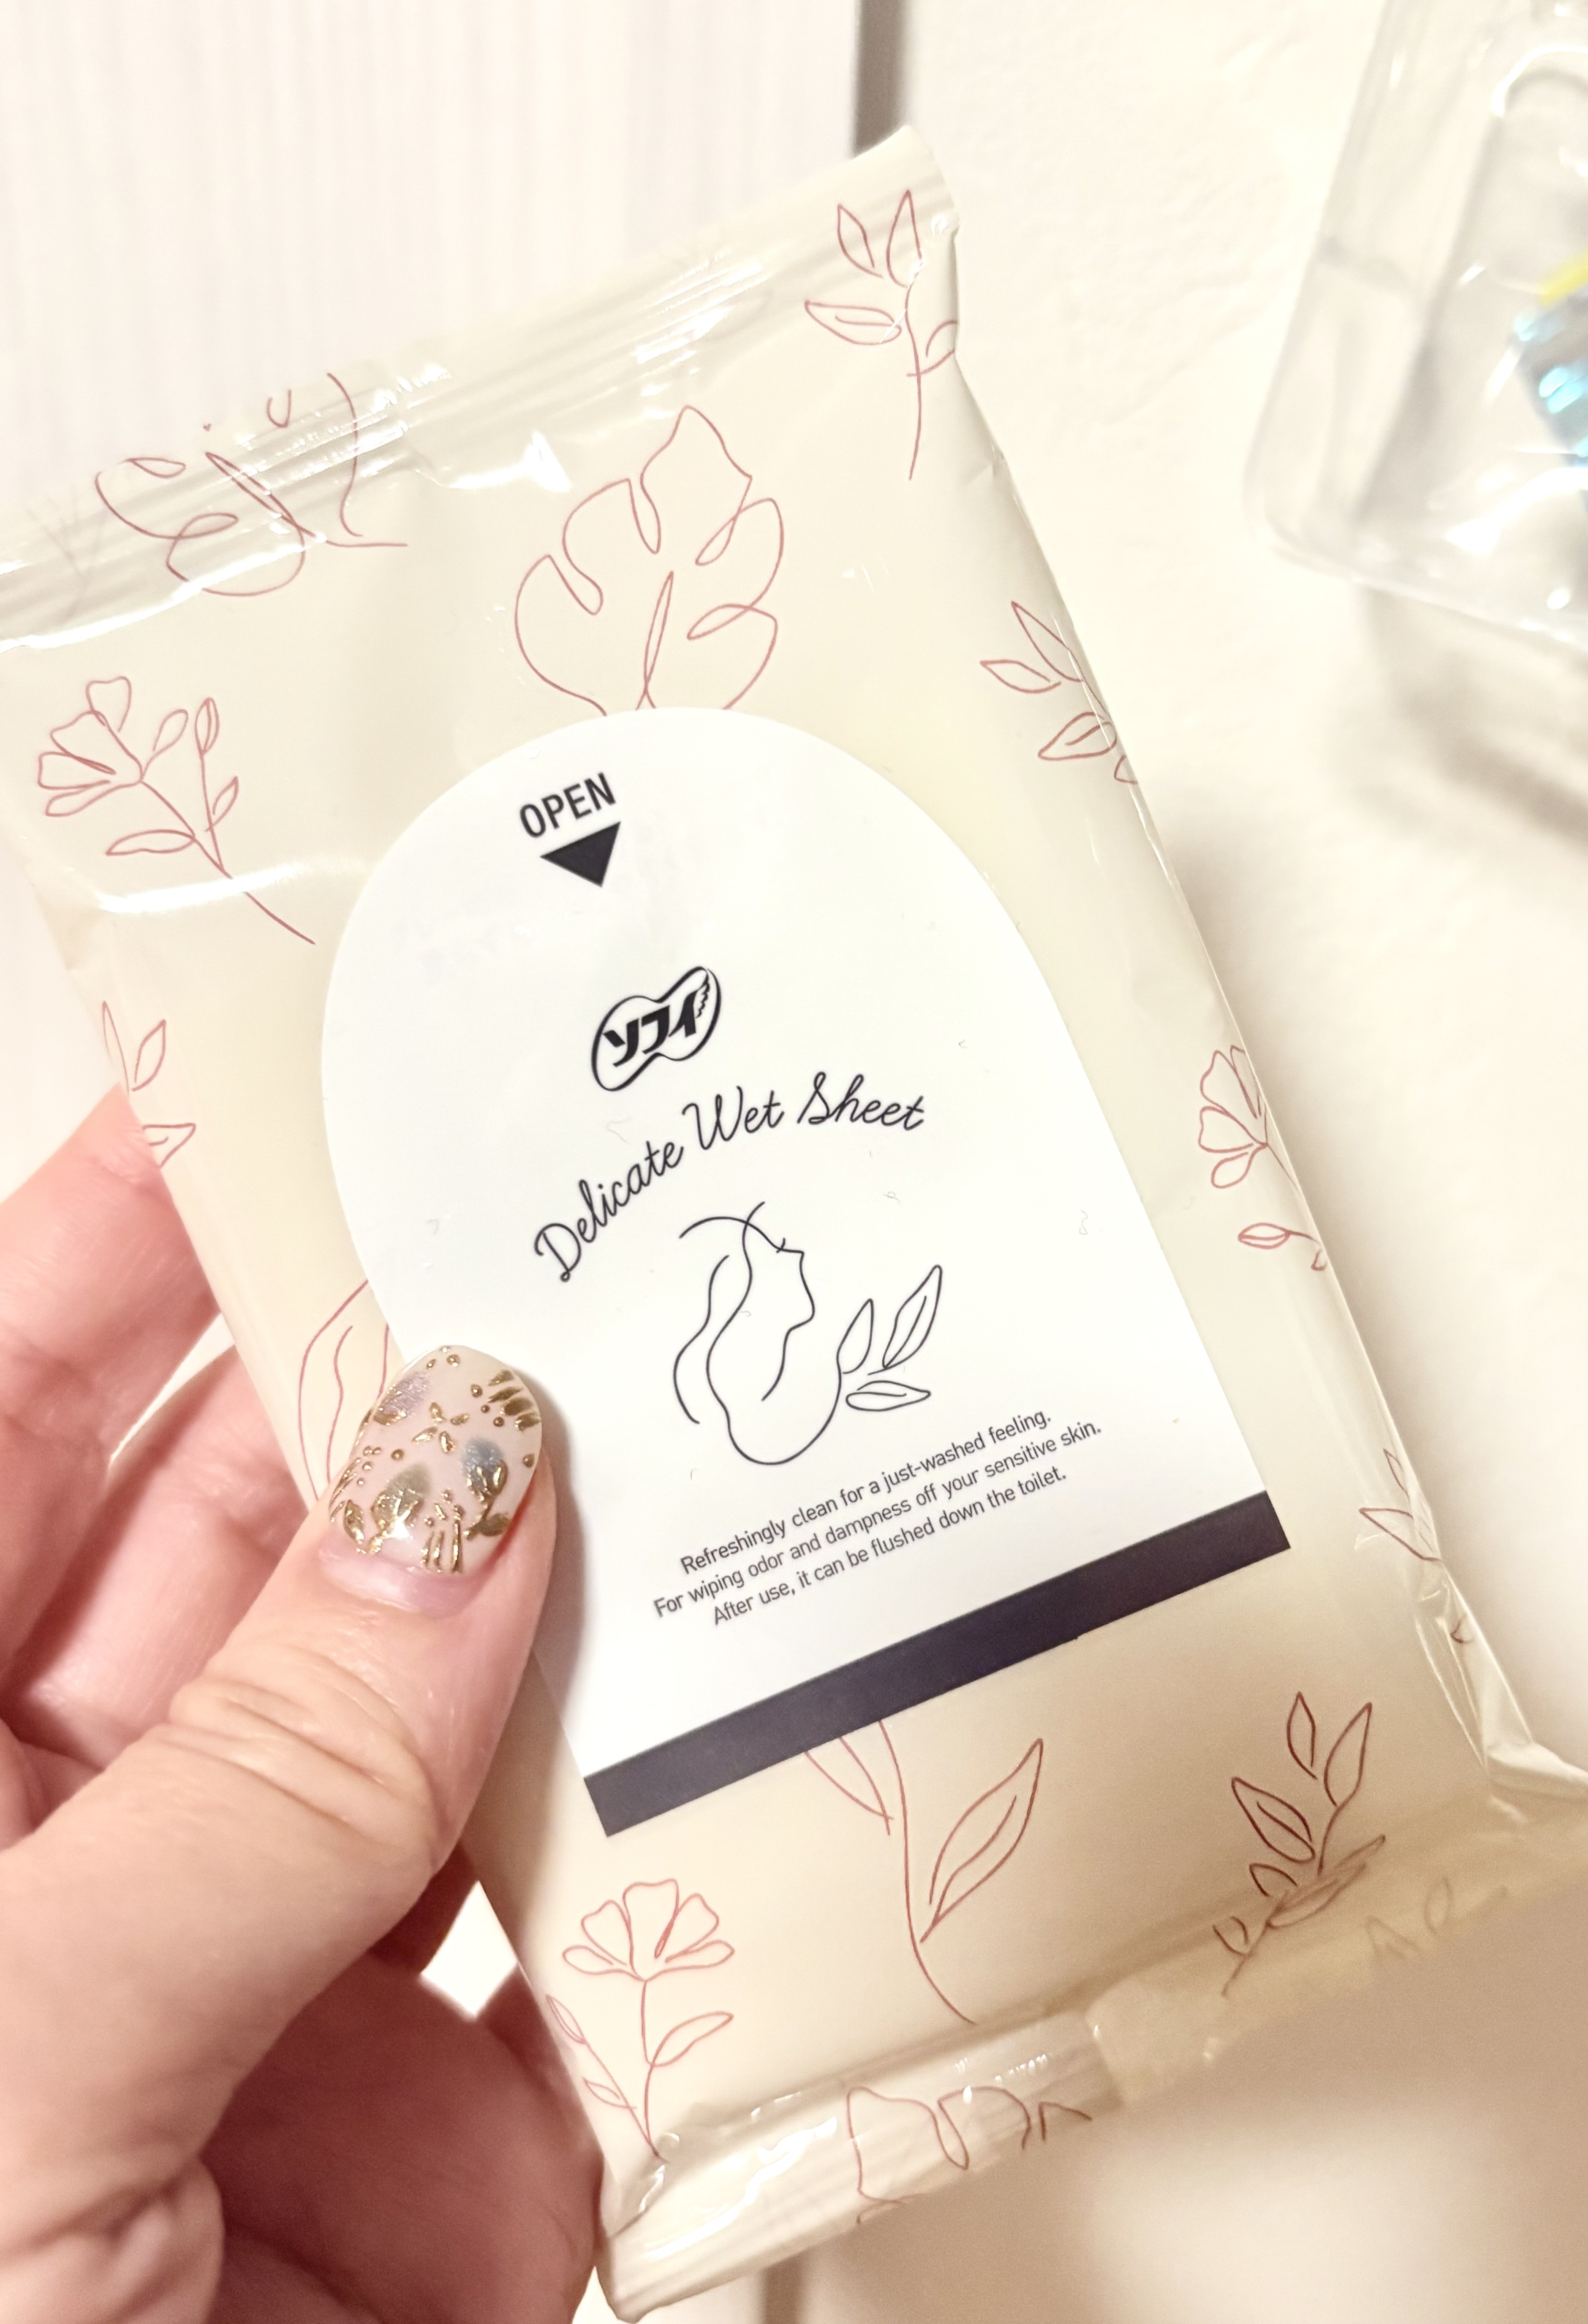 OPEN
ソフィ
Delicate Wet Sheet
Refreshingly clean for a just-washed feeling.
For wiping odor and dampness off your sensitive skin.
After use, it can be flushed down the toilet.